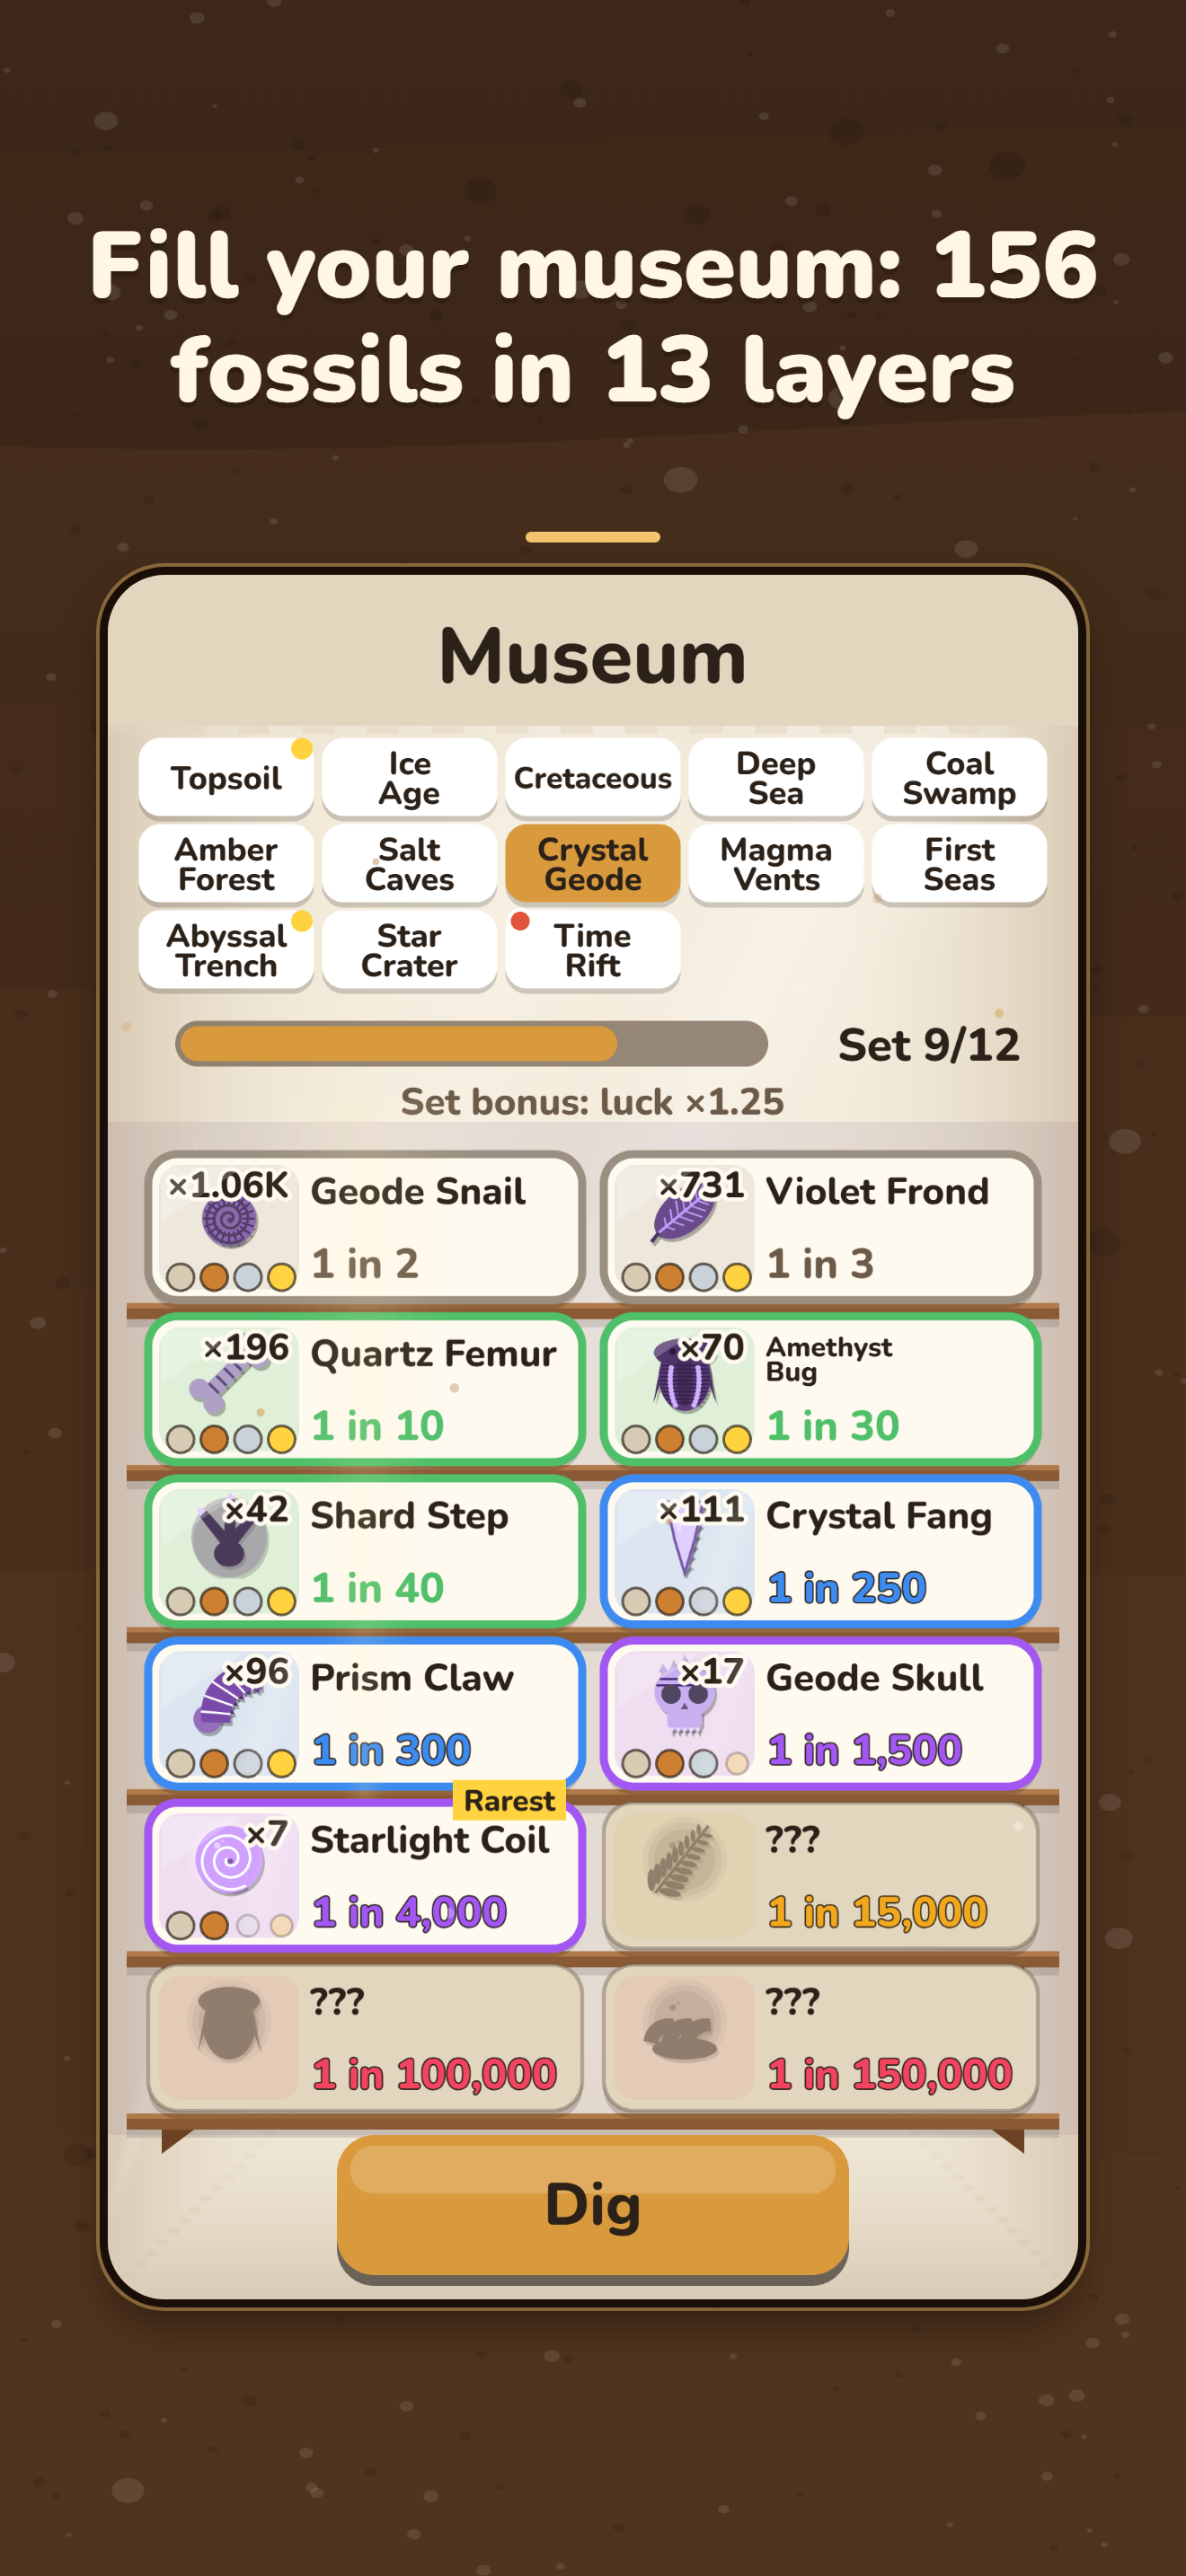 Fill your museum: 156
fossils in 13 layers
Museum
Topsoil
Ice
Age
Cretaceous
Deep
Sea
Coal
Swamp
Amber
Forest
Salt
Caves
Crystal
Geode
Magma
Vents
First
Seas
Abyssal
Trench
Star
Crater
Time
Rift
Set 9/12
Set bonus: luck ×1.25
×1.06K
Geode Snail
1 in 2
×731
Violet Frond
1 in 3
×196
Quartz Femur
1 in 10
×70
Amethyst
Bug
1 in 30
×42
Shard Step
1 in 40
×111
Crystal Fang
1 in 250
×96
Prism Claw
1 in 300
×17
Geode Skull
1 in 1,500
Rarest
×7
Starlight Coil
1 in 4,000
???
1 in 15,000
???
1 in 100,000
???
1 in 150,000
Dig